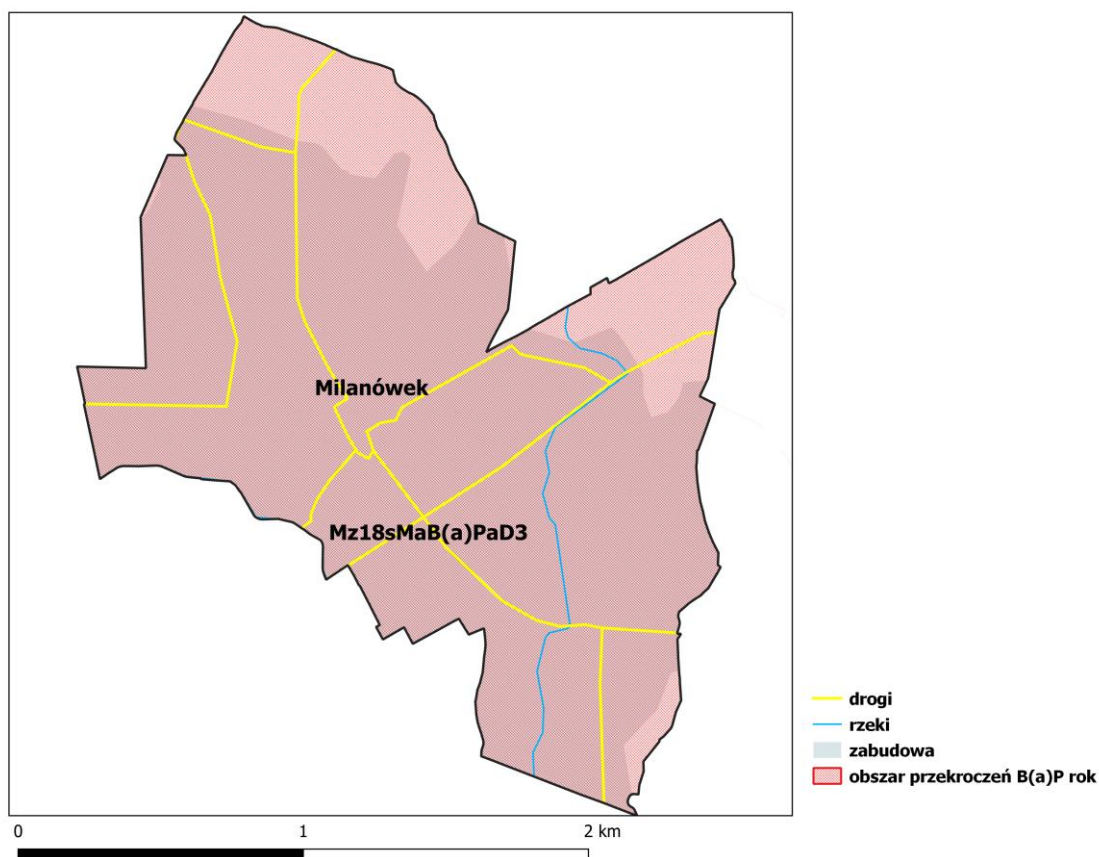 Milanówek
Mz18sMaB(a)PaD3
drogi
rzeki
zabudowa
obszar przekroczeń B(a)P rok
0 1 2 km